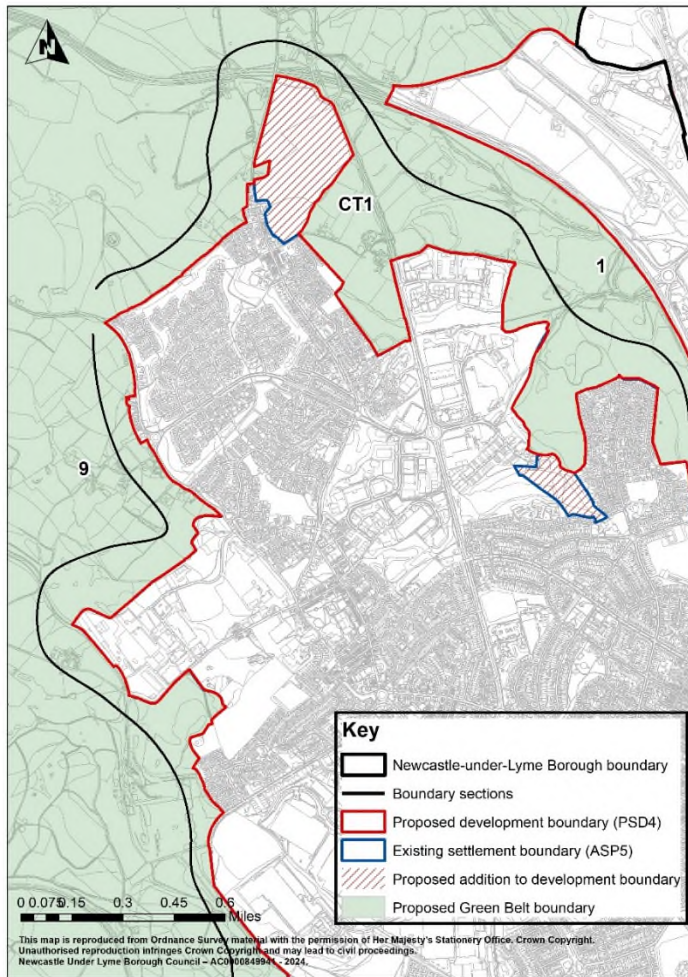 N
CT1
1
9
Key
Newcastle-under-Lyme Borough boundary
Boundary sections
Proposed development boundary (PSD4)
Existing settlement boundary (ASP5)
Proposed addition to development boundary
Proposed Green Belt boundary
0 0.075 0.15 0.3 0.45 0.6
Miles
This map is reproduced from Ordnance Survey material with the permission of Her Majesty's Stationery Office. Crown Copyright.
Unauthorised reproduction infringes Crown Copyright and may lead to civil proceedings.
Newcastle Under Lyme Borough Council – - 2024.